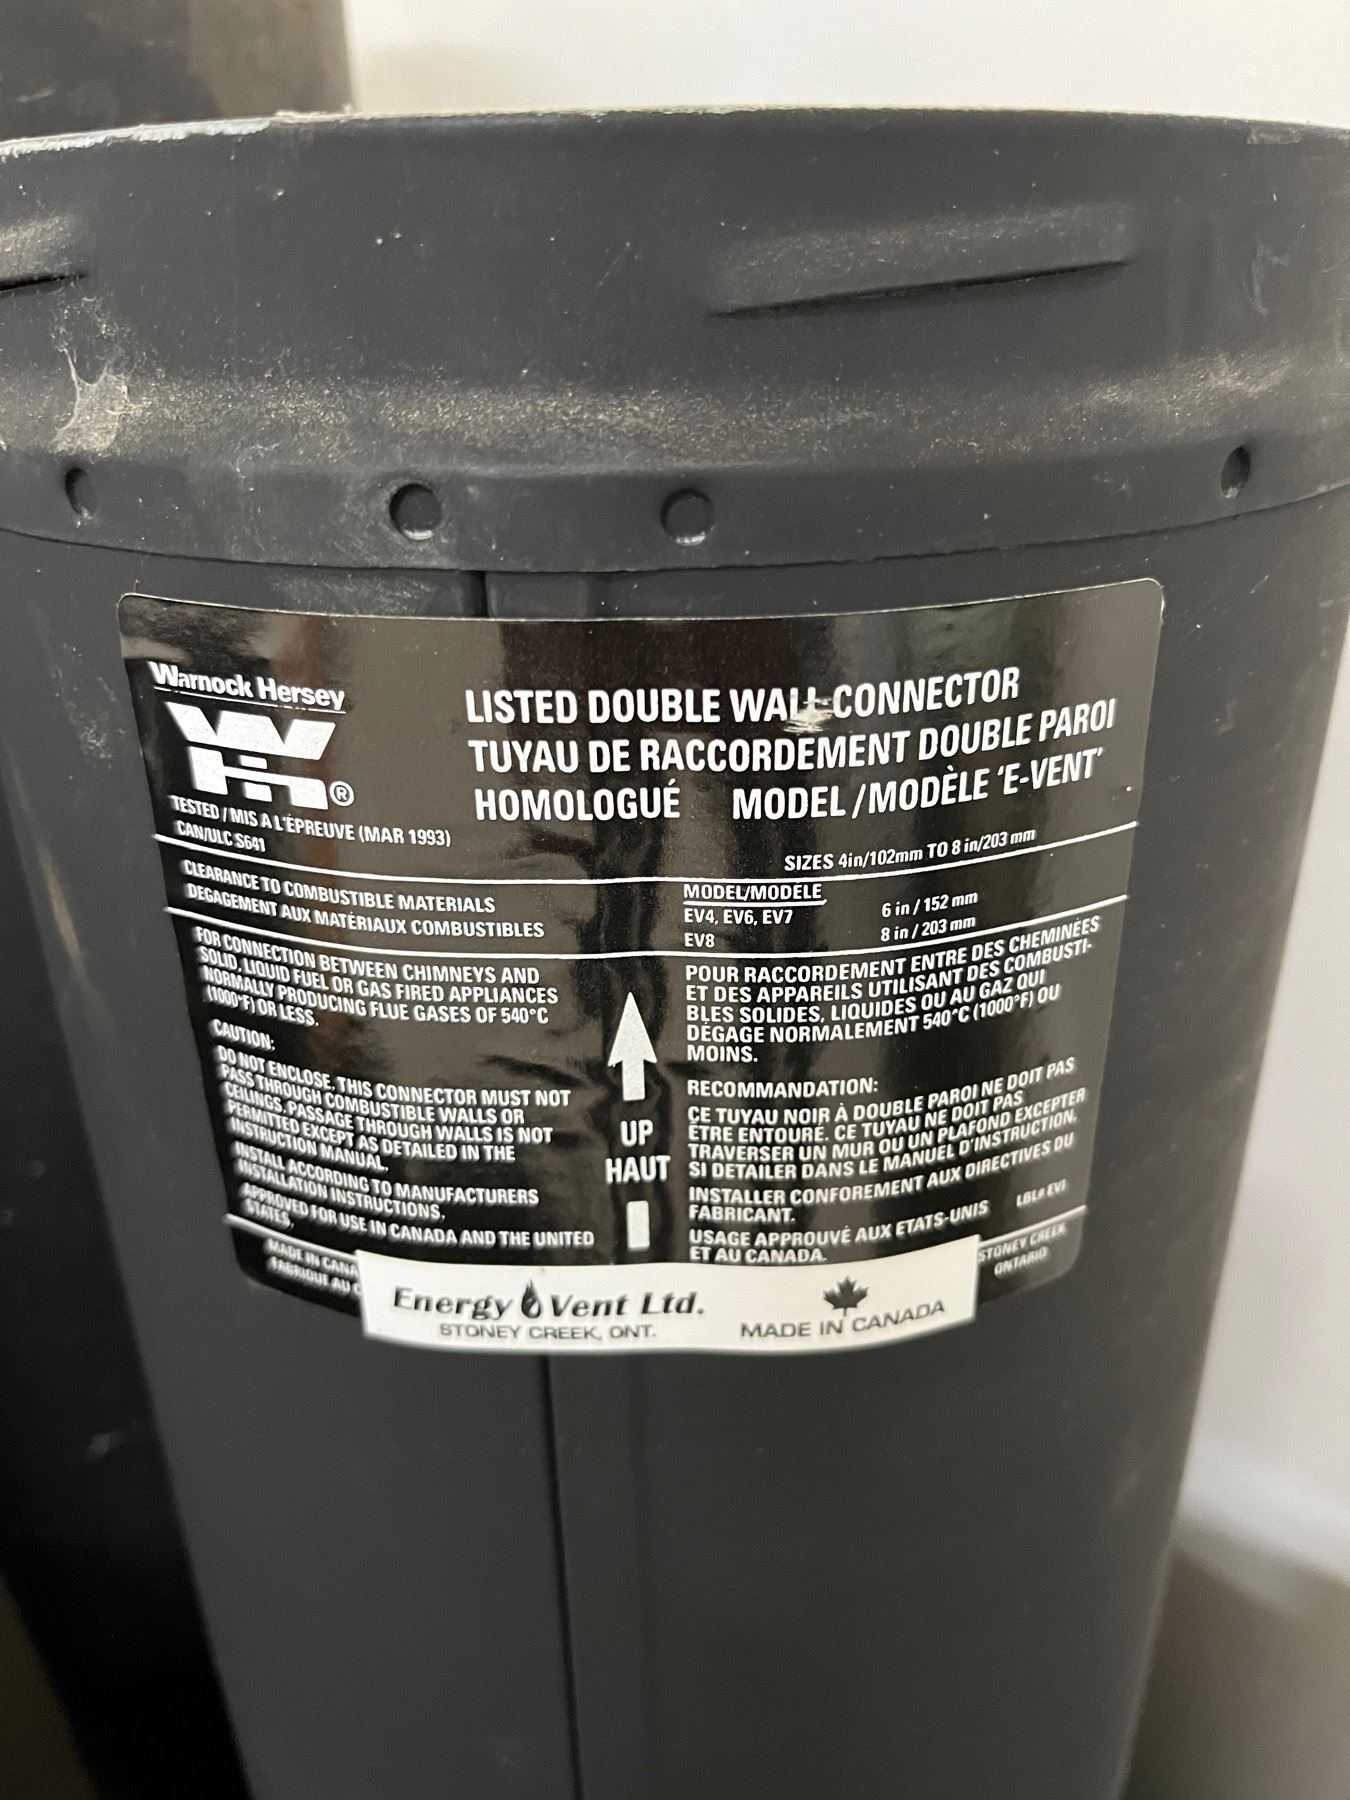 Warnock Hersey
WH®
TESTED / MIS A L'ÉPREUVE (MAR 1993)
CAN/ULC S641
LISTED DOUBLE WALL CONNECTOR
TUYAU DE RACCORDEMENT DOUBLE PAROI
HOMOLOGUÉ MODEL / MODÈLE 'E-VENT'
SIZES 4in/102mm TO 8 in/203 mm
CLEARANCE TO COMBUSTIBLE MATERIALS
DEGAGEMENT AUX MATÉRIAUX COMBUSTIBLES
MODEL/MODÈLE
EV4, EV6, EV7 6 in / 152 mm
EV8 8 in / 203 mm
FOR CONNECTION BETWEEN CHIMNEYS AND
SOLID, LIQUID FUEL OR GAS FIRED APPLIANCES
NORMALLY PRODUCING FLUE GASES OF 540°C
(1000°F) OR LESS.
CAUTION:
DO NOT ENCLOSE, THIS CONNECTOR MUST NOT
PASS THROUGH COMBUSTIBLE WALLS OR
CEILINGS. PASSAGE THROUGH WALLS IS NOT
PERMITTED EXCEPT AS DETAILED IN THE
INSTRUCTION MANUAL.
INSTALL ACCORDING TO MANUFACTURERS
INSTALLATION INSTRUCTIONS.
APPROVED FOR USE IN CANADA AND THE UNITED
STATES.
UP
HAUT
POUR RACCORDEMENT ENTRE DES CHEMINÉES
ET DES APPAREILS UTILISANT DES COMBUSTI-
BLES SOLIDES, LIQUIDES OU AU GAZ QUI
DÉGAGE NORMALEMENT 540°C (1000°F) OU
MOINS.
RECOMMANDATION:
CE TUYAU NOIR À DOUBLE PAROI NE DOIT PAS
ETRE ENTOURÉ. CE TUYAU NE DOIT PAS
TRAVERSER UN MUR OU UN PLAFOND EXCEPTER
SI DETAILER DANS LE MANUEL D'INSTRUCTION.
INSTALLER CONFOREMENT AUX DIRECTIVES DU
FABRICANT.
USAGE APPROUVÉ AUX ETATS-UNIS
ET AU CANADA.
LBL# EV1
MADE IN CANA
FABRIQUE AU C
STONEY CREEK
ONTARIO
Energy Vent Ltd.
STONEY CREEK, ONT.
MADE IN CANADA